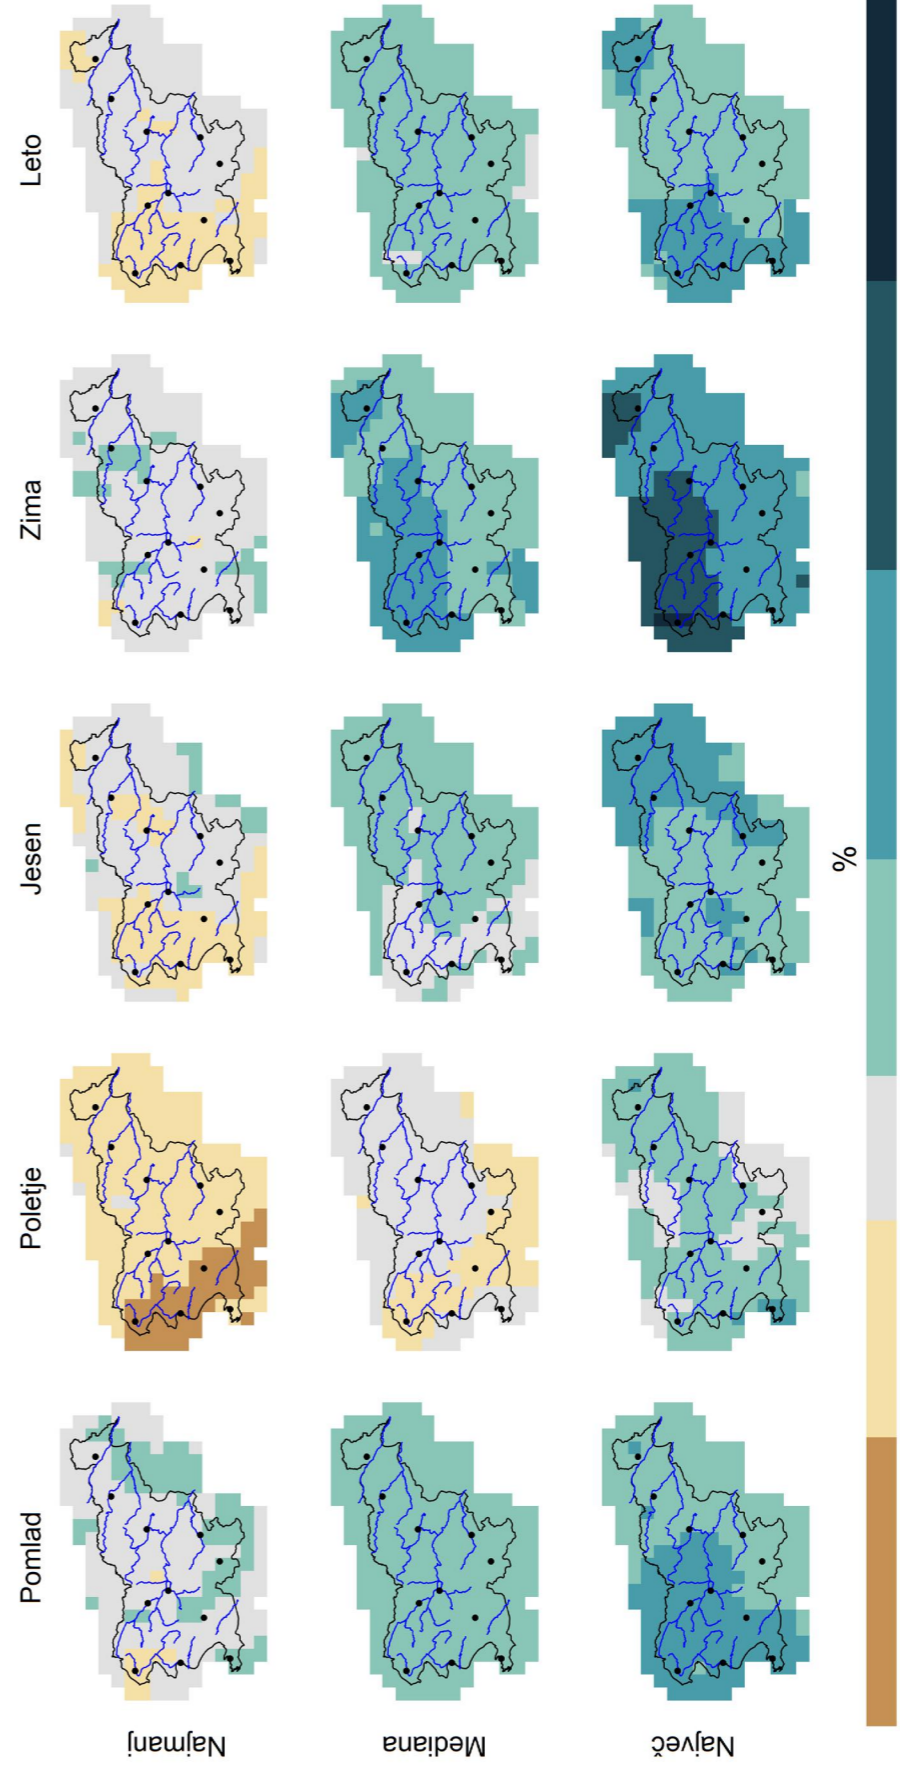 Pomlad
Poletje
Jesen
Zima
Leto
Najmanj
Mediana
Največ
%